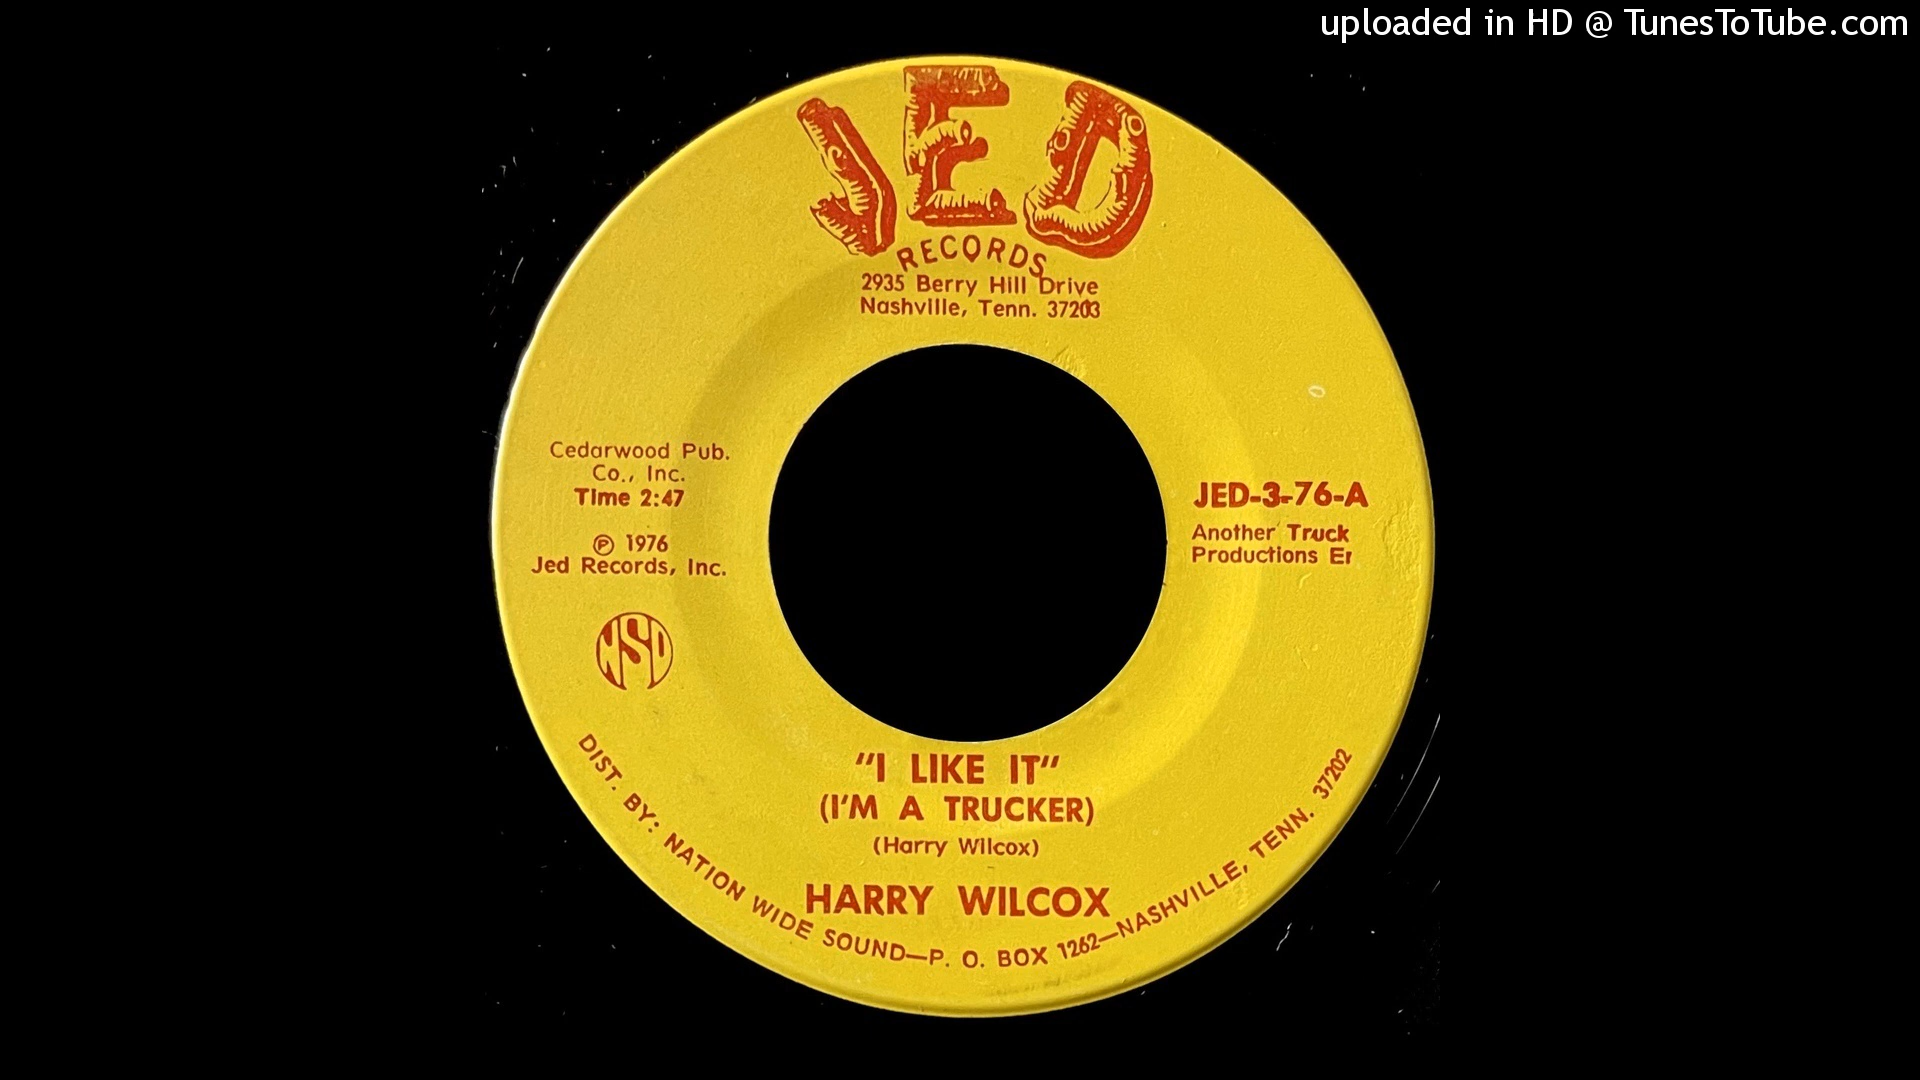 uploaded in HD @ TunesToTube.com
JED
RECORDS
2935 Berry Hill Drive
Nashville, Tenn. 37203
Cedarwood Pub.
Co., Inc.
Time 2:47
℗ 1976
Jed Records, Inc.
NSD
JED-3-76-A
Another Truck
Productions
"I LIKE IT"
(I'M A TRUCKER)
(Harry Wilcox)
HARRY WILCOX
DIST. BY: NATION WIDE SOUND—P. O. BOX 1262—NASHVILLE, TENN. 37202